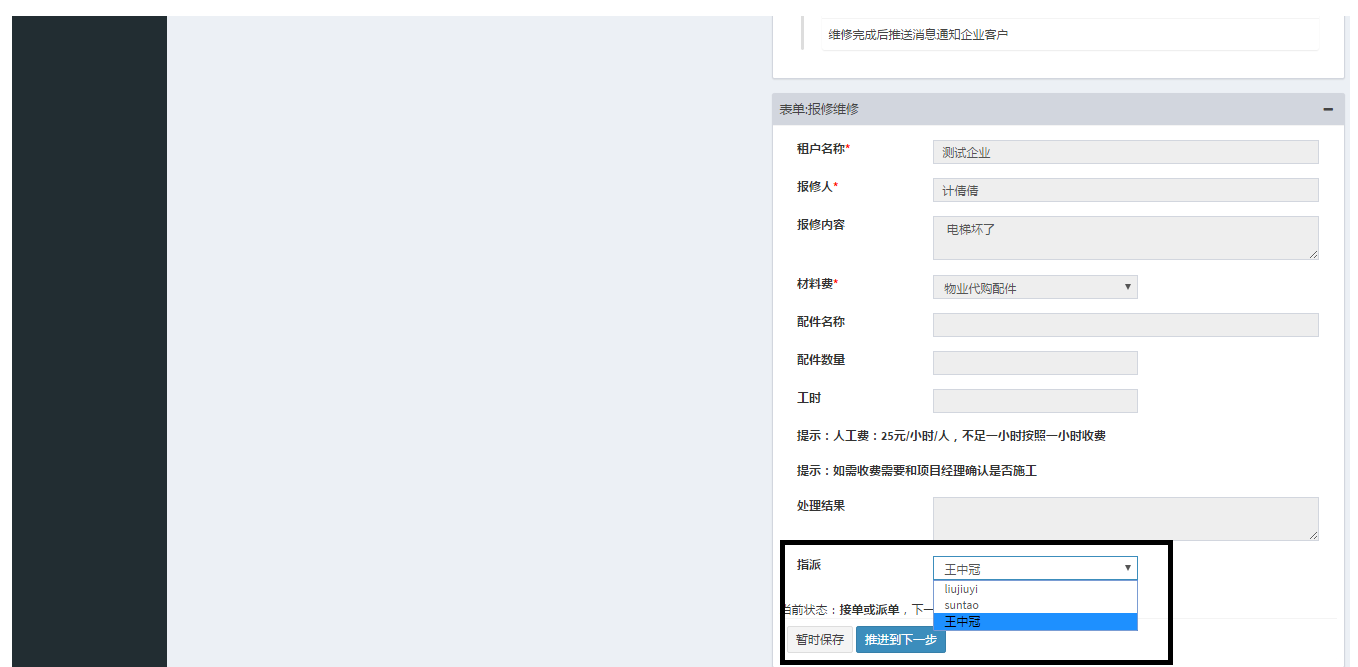 维修完成后推送消息通知企业客户
表单:报修维修
租户名称* 测试企业
报修人* 计倩倩
报修内容 电梯坏了
材料费* 物业代购配件
配件名称
配件数量
工时
提示：人工费：25元/小时/人，不足一小时按照一小时收费
提示：如需收费需要和项目经理确认是否施工
处理结果
指派 王中冠
liujiuyi
suntao
王中冠
当前状态：接单或派单，下一
暂时保存 推进到下一步